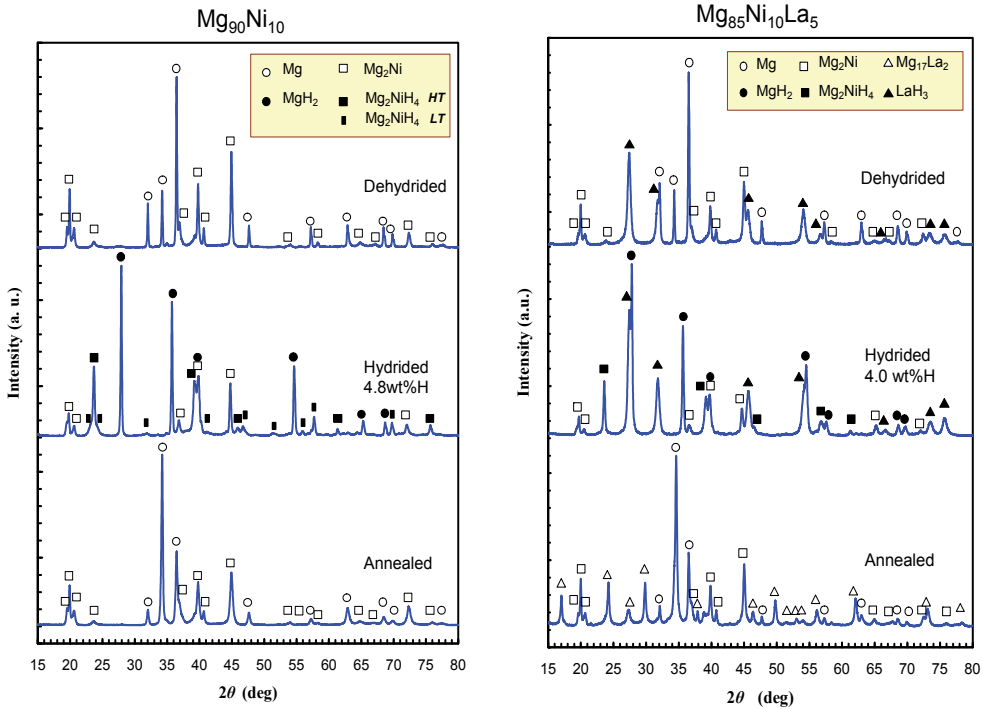 Mg90Ni10
Mg Mg2Ni
MgH2 Mg2NiH4 HT
Mg2NiH4 LT
Dehydrided
Hydrided
4.8wt%H
Annealed
Intensity (a. u.)
15 20 25 30 35 40 45 50 55 60 65 70 75 80
2θ (deg)
Mg85Ni10La5
Mg Mg2Ni Mg17La2
MgH2 Mg2NiH4 LaH3
Dehydrided
Hydrided
4.0 wt%H
Annealed
Intensity (a.u.)
15 20 25 30 35 40 45 50 55 60 65 70 75 80
2θ (deg)